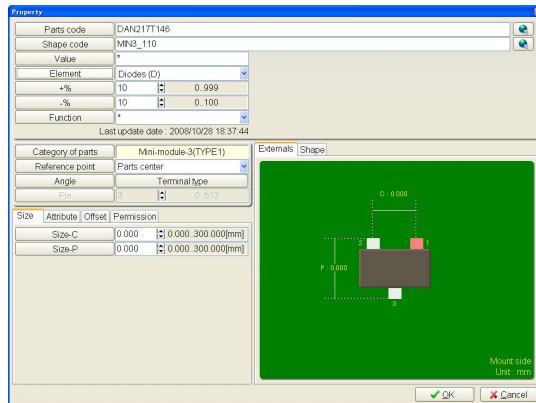 Property
Parts code DAN217T146
Shape code MIN3_110
Value *
Element Diodes (D)
+% 10 0..999
-% 10 0..100
Function *
Last update date : 2008/10/28 18:37:44
Category of parts Mini-module-3(TYPE1)
Reference point Parts center
Angle Terminal type
Pin 3 0..512
Size Attribute Offset Permission
Size-C 0.000 0.000..300.000[mm]
Size-P 0.000 0.000..300.000[mm]
Externals Shape
C : 0.000
2 1
P : 0.000
3
Mount side
Unit : mm
OK Cancel